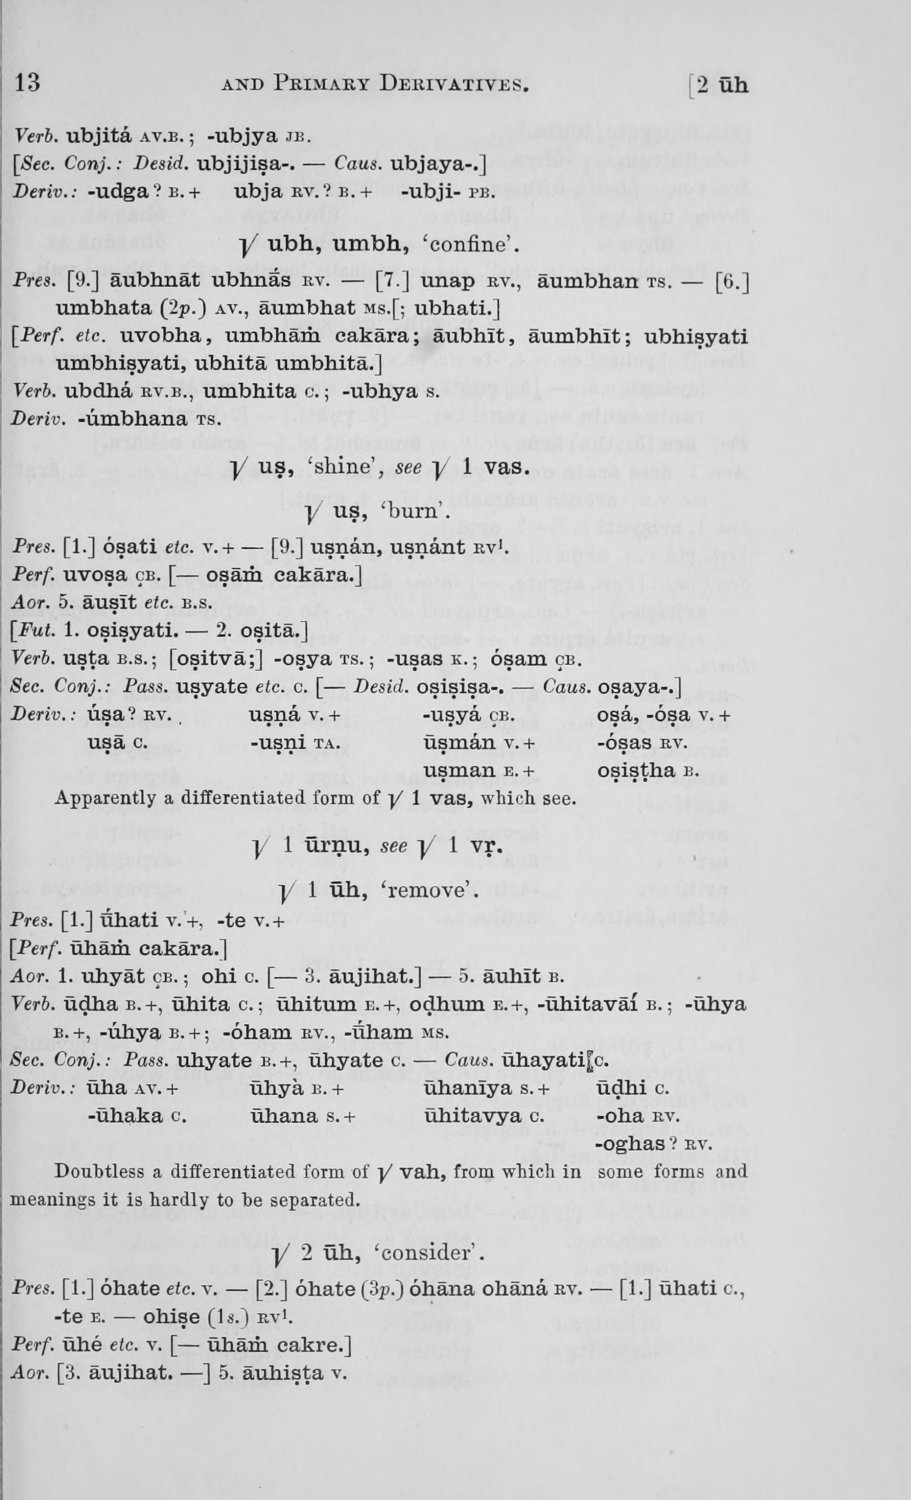 13 AND PRIMARY DERIVATIVES. [2 ūh
Verb. ubjitá AV.B.; -ubjya JB.
[Sec. Conj.: Desid. ubjijiṣa-. — Caus. ubjaya-.]
Deriv.: -udga? B.+ ubja RV.? B.+ -ubji- PB.
√ ubh, umbh, ‘confine’.
Pres. [9.] āubhnāt ubhnā́s RV. — [7.] unap RV., āumbhan TS. — [6.]
umbhata (2p.) AV., āumbhat MS.[; ubhati.]
[Perf. etc. uvobha, umbhāṁ cakāra; āubhīt, āumbhīt; ubhiṣyati
umbhiṣyati, ubhitā umbhitā.]
Verb. ubdhá RV.B., umbhita C.; -ubhya S.
Deriv. -úmbhana TS.
√ uṣ, ‘shine’, see √ 1 vas.
√ uṣ, ‘burn’.
Pres. [1.] óṣati etc. V.+ — [9.] uṣṇán, uṣṇánt RV¹.
Perf. uvoṣa ÇB. [— oṣāṁ cakāra.]
Aor. 5. āuṣīt etc. B.S.
[Fut. 1. oṣiṣyati. — 2. oṣitā.]
Verb. uṣṭa B.S.; [oṣitvā;] -oṣya TS.; -uṣas K.; óṣam ÇB.
Sec. Conj.: Pass. uṣyate etc. C. [— Desid. oṣiṣiṣa-. — Caus. oṣaya-.]
Deriv.: úṣa? RV. uṣṇá V.+ -uṣyá ÇB. oṣá, -óṣa V.+
uṣā C. -uṣṇi TA. ūṣmán V.+ -óṣas RV.
uṣman E.+ oṣiṣṭha B.
Apparently a differentiated form of √ 1 vas, which see.
√ 1 ūrṇu, see √ 1 vṛ.
√ 1 ūh, ‘remove’.
Pres. [1.] ū́hati V.+, -te V.+
[Perf. ūhāṁ cakāra.]
Aor. 1. uhyāt ÇB.; ohi C. [— 3. āujihat.] — 5. āuhīt B.
Verb. ūḍha B.+, ūhita C.; ūhitum E.+, oḍhum E.+, -ūhitavāí B.; -ūhya
B.+, -úhya B.+; -óham RV., -ū́ham MS.
Sec. Conj.: Pass. uhyate B.+, ūhyate C. — Caus. ūhayati C.
Deriv.: ūha AV.+ ūhyà B.+ ūhanīya S.+ ūḍhi C.
-ūhaka C. ūhana S.+ ūhitavya C. -oha RV.
-oghas? RV.
Doubtless a differentiated form of √ vah, from which in some forms and
meanings it is hardly to be separated.
√ 2 ūh, ‘consider’.
Pres. [1.] óhate etc. V. — [2.] óhate (3p.) óhāna ohāná RV. — [1.] ūhati C.,
-te E. — ohiṣe (1s.) RV¹.
Perf. ūhé etc. V. [— ūhāṁ cakre.]
Aor. [3. āujihat. —] 5. āuhiṣṭa V.